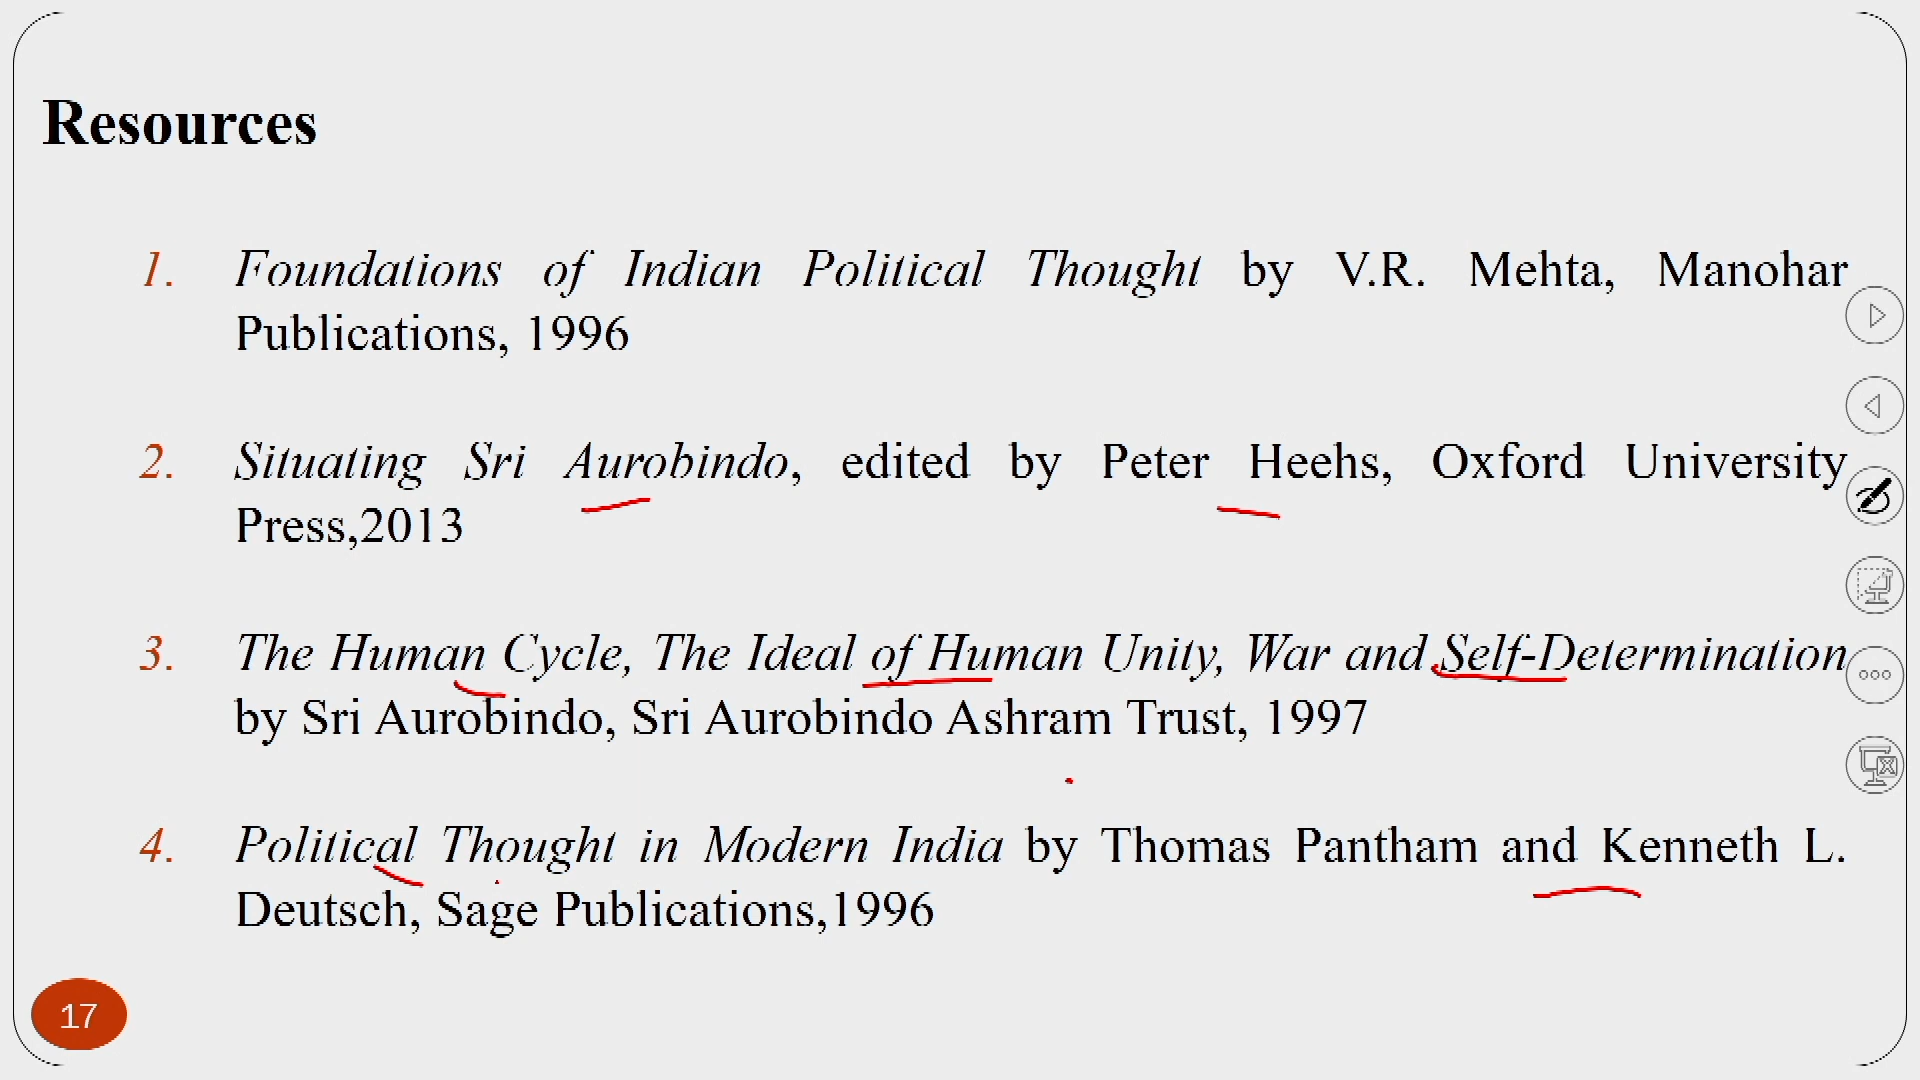 Resources
1. Foundations of Indian Political Thought by V.R. Mehta, Manohar
Publications, 1996
2. Situating Sri Aurobindo, edited by Peter Heehs, Oxford University
Press,2013
3. The Human Cycle, The Ideal of Human Unity, War and Self-Determination
by Sri Aurobindo, Sri Aurobindo Ashram Trust, 1997
4. Political Thought in Modern India by Thomas Pantham and Kenneth L.
Deutsch, Sage Publications,1996
17